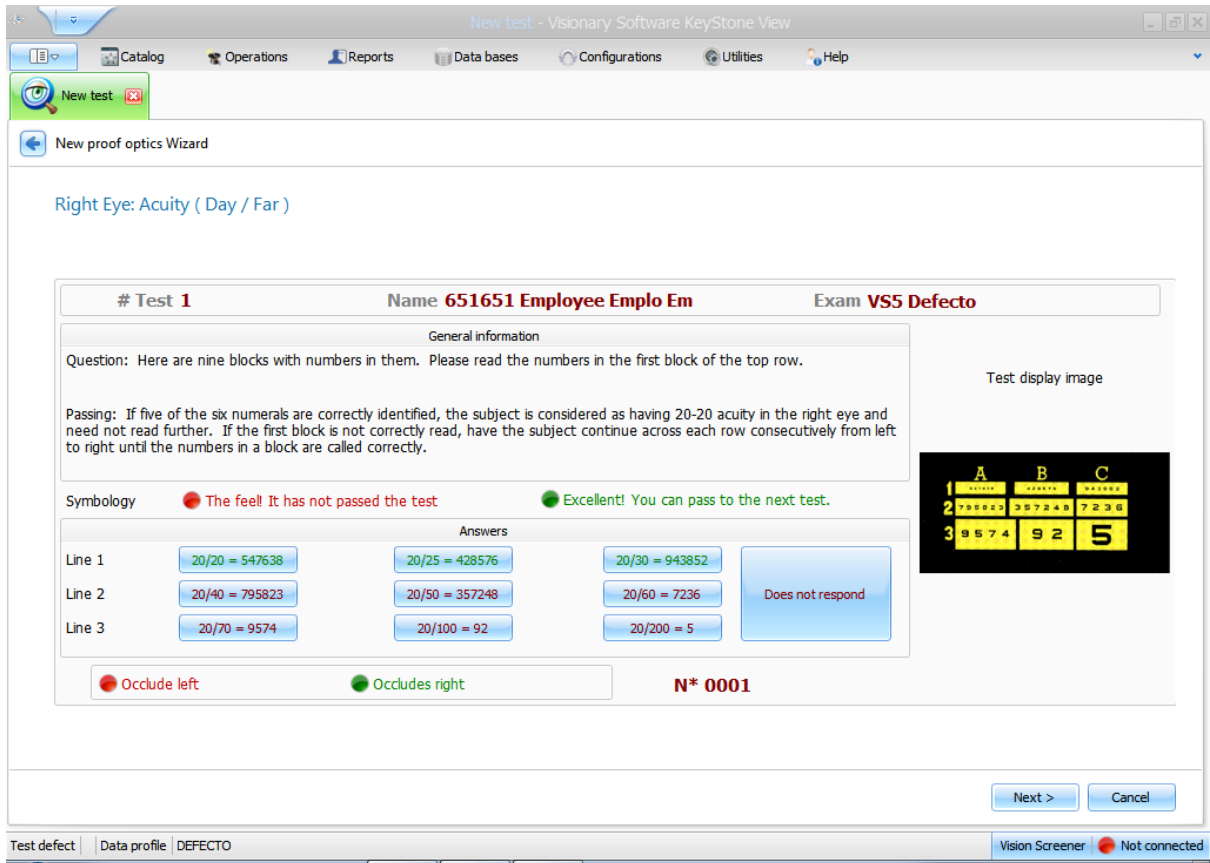 New test - Visionary Software KeyStone View
Catalog Operations Reports Data bases Configurations Utilities Help
New test
New proof optics Wizard
Right Eye: Acuity ( Day / Far )
# Test 1 Name 651651 Employee Emplo Em Exam VS5 Defecto
General information
Question: Here are nine blocks with numbers in them. Please read the numbers in the first block of the top row.
Passing: If five of the six numerals are correctly identified, the subject is considered as having 20-20 acuity in the right eye and
need not read further. If the first block is not correctly read, have the subject continue across each row consecutively from left
to right until the numbers in a block are called correctly.
Test display image
A B C
1
2 795823 357248 7236
3 9574 92 5
Symbology The feel! It has not passed the test Excellent! You can pass to the next test.
Answers
Line 1 20/20 = 547638 20/25 = 428576 20/30 = 943852
Line 2 20/40 = 795823 20/50 = 357248 20/60 = 7236 Does not respond
Line 3 20/70 = 9574 20/100 = 92 20/200 = 5
Occlude left Occludes right N* 0001
Next > Cancel
Test defect Data profile DEFECTO Vision Screener Not connected